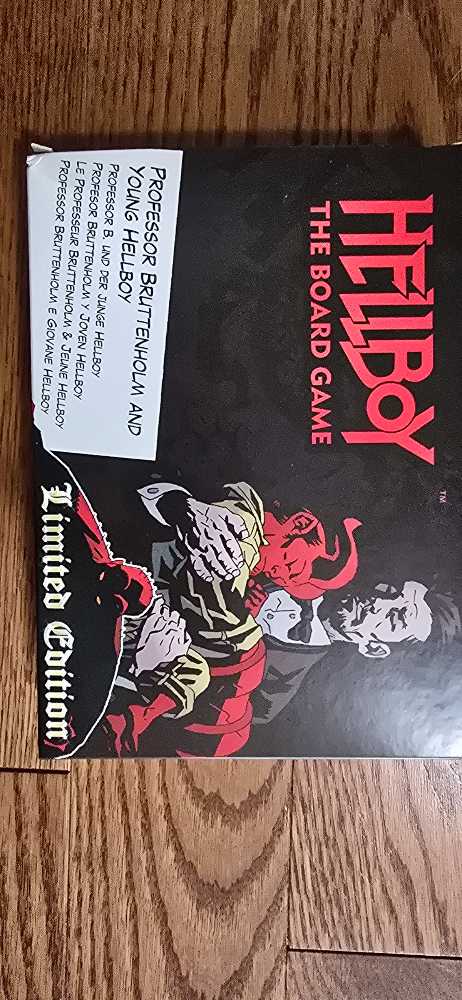 HELLBOY
TM
THE BOARD GAME
PROFESSOR BRUTTENHOLM AND
YOUNG HELLBOY
PROFESSOR B. UND DER JUNGE HELLBOY
PROFESOR BRUTTENHOLM Y JOVEN HELLBOY
LE PROFESSEUR BRUTTENHOLM & JEUNE HELLBOY
PROFESSOR BRUTTENHOLM E GIOVANE HELLBOY
Limited Edition